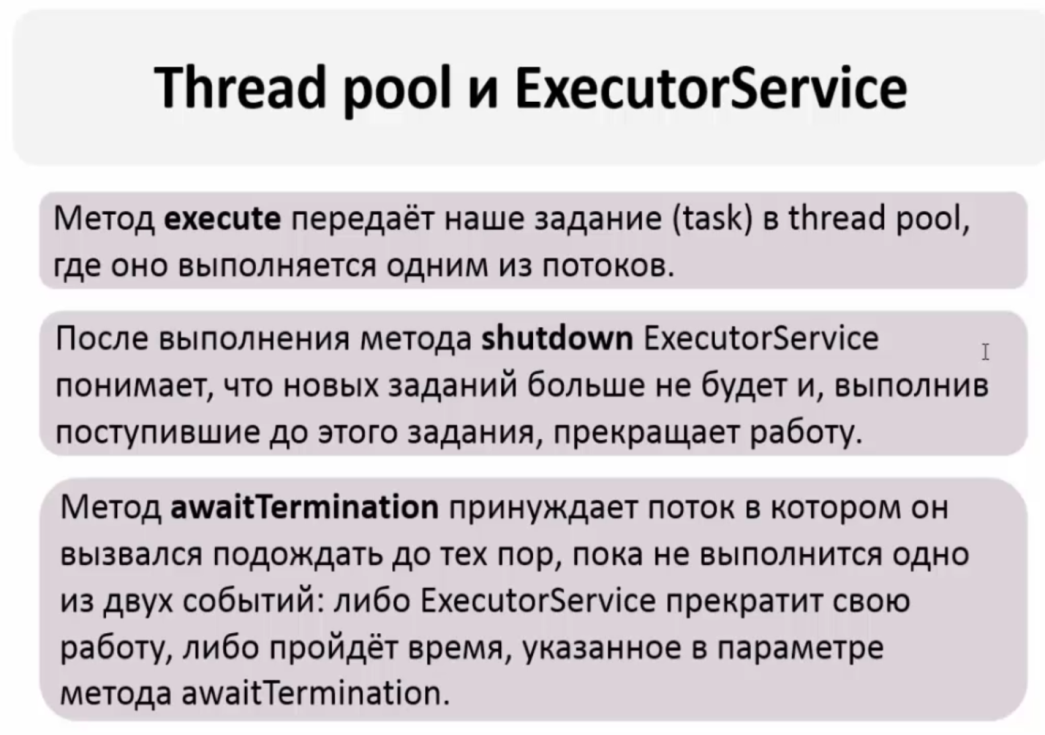 Thread pool и ExecutorService
Метод execute передаёт наше задание (task) в thread pool,
где оно выполняется одним из потоков.
После выполнения метода shutdown ExecutorService
понимает, что новых заданий больше не будет и, выполнив
поступившие до этого задания, прекращает работу.
Метод awaitTermination принуждает поток в котором он
вызвался подождать до тех пор, пока не выполнится одно
из двух событий: либо ExecutorService прекратит свою
работу, либо пройдёт время, указанное в параметре
метода awaitTermination.